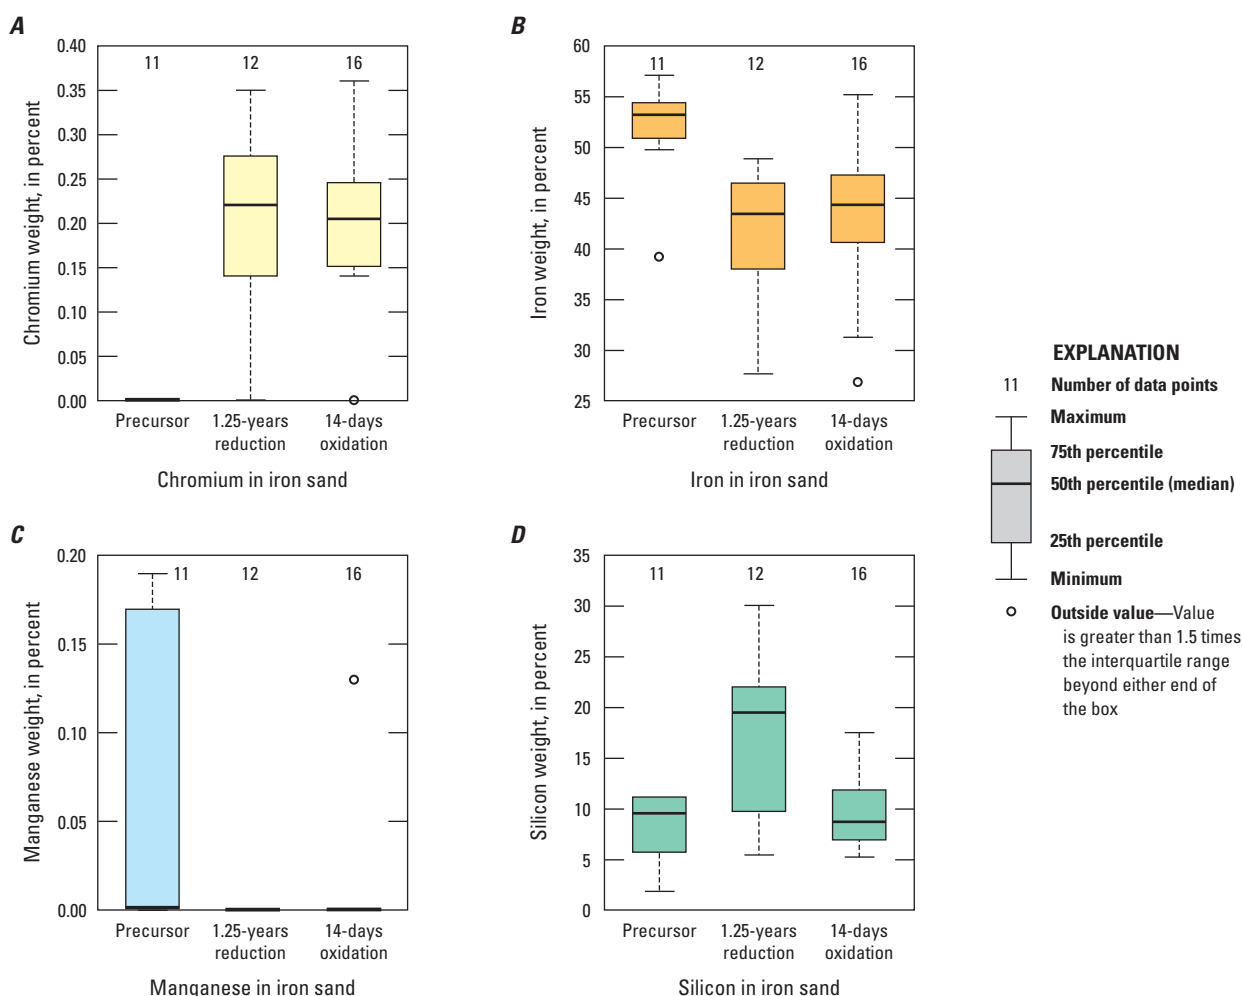 A
0.40
0.35
0.30
0.25
0.20
0.15
0.10
0.05
0.00
Chromium weight, in percent
11
12
16
Precursor
1.25-years
reduction
14-days
oxidation
Chromium in iron sand
B
60
55
50
45
40
35
30
25
Iron weight, in percent
11
12
16
Precursor
1.25-years
reduction
14-days
oxidation
Iron in iron sand
C
0.20
0.15
0.10
0.05
0.00
Manganese weight, in percent
11
12
16
Precursor
1.25-years
reduction
14-days
oxidation
Manganese in iron sand
D
35
30
25
20
15
10
5
0
Silicon weight, in percent
11
12
16
Precursor
1.25-years
reduction
14-days
oxidation
Silicon in iron sand
EXPLANATION
11 Number of data points
Maximum
75th percentile
50th percentile (median)
25th percentile
Minimum
Outside value—Value
is greater than 1.5 times
the interquartile range
beyond either end of
the box